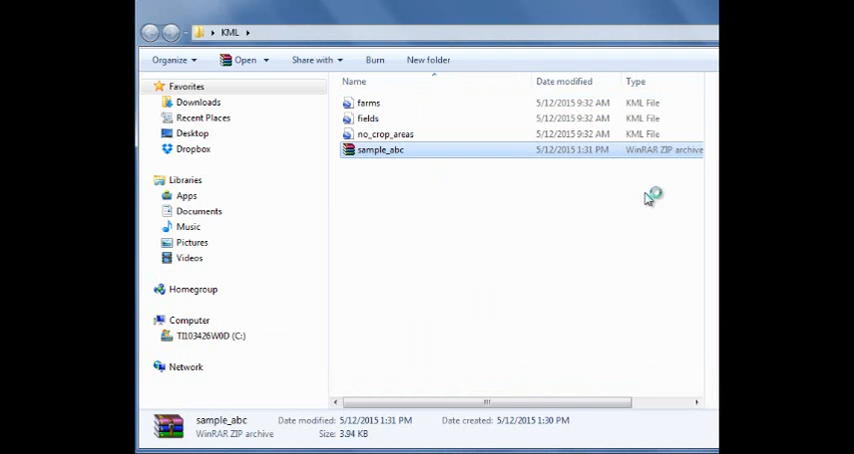 KML
Organize Open Share with Burn New folder
Name Date modified Type
Favorites
Downloads
Recent Places
Desktop
Dropbox
Libraries
Apps
Documents
Music
Pictures
Videos
Homegroup
Computer
TI103426W0D (C:)
Network
farms 5/12/2015 9:32 AM KML File
fields 5/12/2015 9:32 AM KML File
no_crop_areas 5/12/2015 9:32 AM KML File
sample_abc 5/12/2015 1:31 PM WinRAR ZIP archive
sample_abc Date modified: 5/12/2015 1:31 PM Date created: 5/12/2015 1:30 PM
WinRAR ZIP archive Size: 3.94 KB